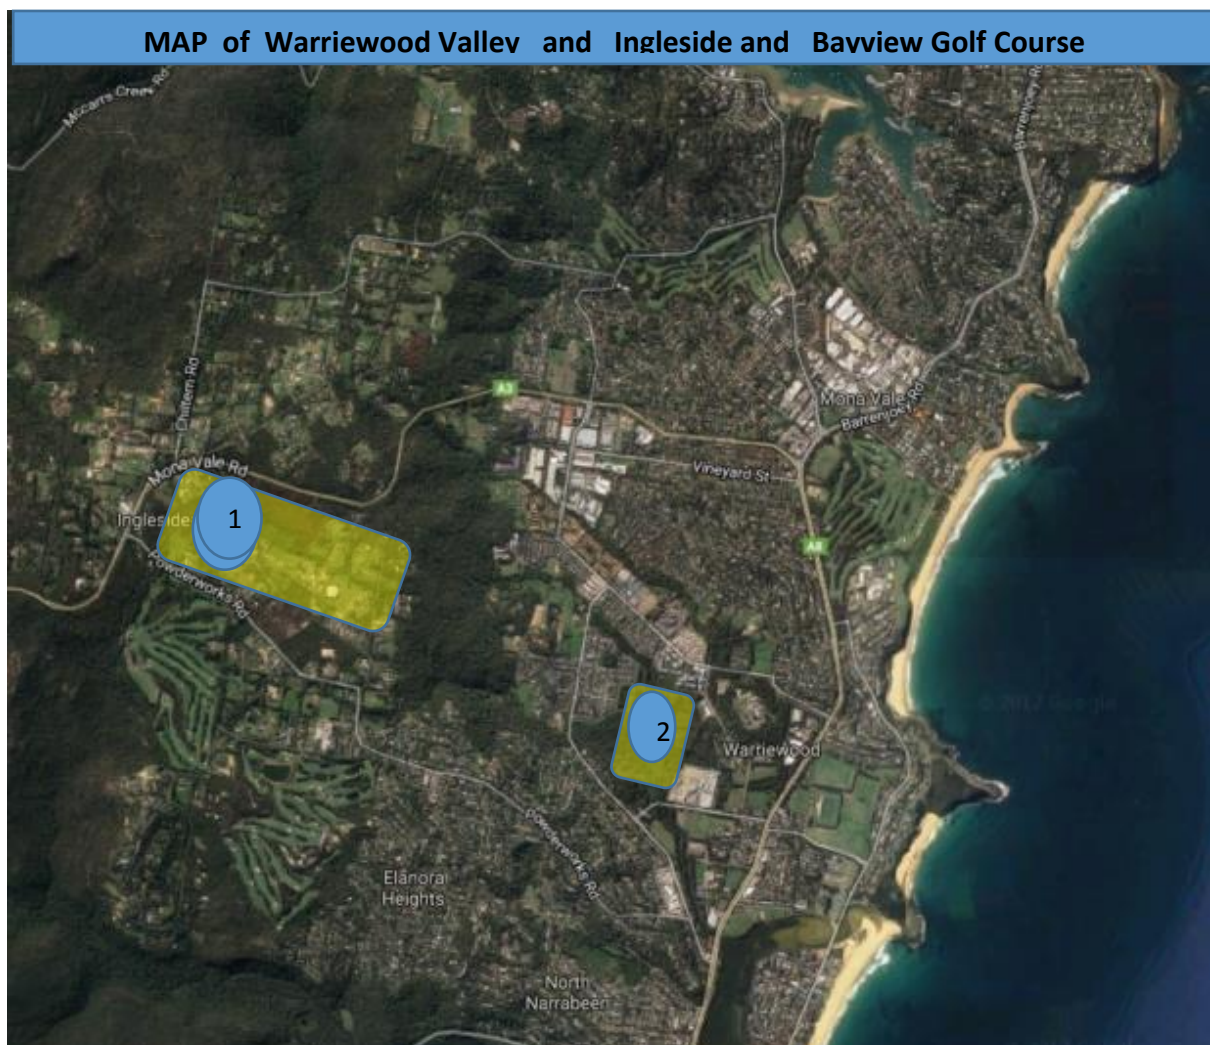 MAP of Warriewood Valley and Ingleside and Bayview Golf Course
Mccarrs Creek Rd
Barrenjoey Rd
Chiltern Rd
A3
Mona Vale
Barrenjoey Rd
Mona Vale Rd
Vineyard St
Ingleside
1
A8
Powderworks Rd
2
Warriewood
© 2017 Google
Powderworks Rd
Elanora
Heights
North
Narrabeen